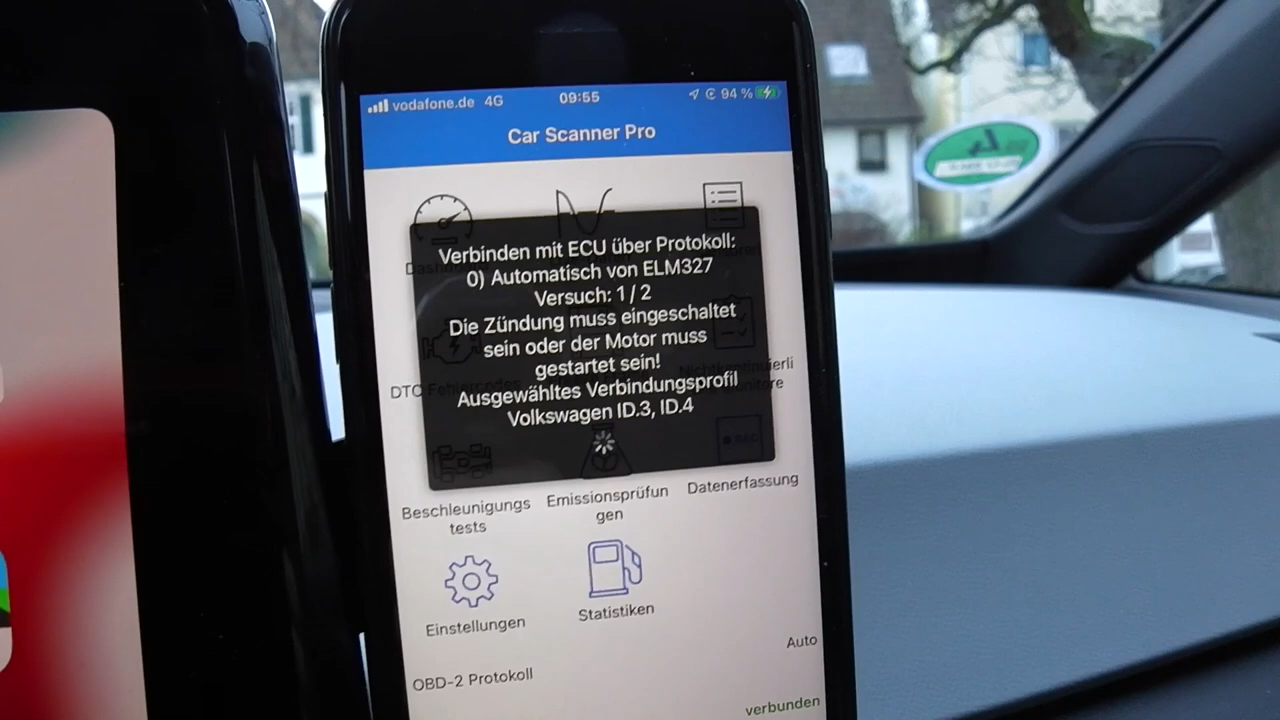 vodafone.de 4G 09:55 94 %
Car Scanner Pro
Verbinden mit ECU über Protokoll:
0) Automatisch von ELM327
Versuch: 1 / 2
Die Zündung muss eingeschaltet
sein oder der Motor muss
gestartet sein!
Ausgewähltes Verbindungsprofil
Volkswagen ID.3, ID.4
DTC Fehlercodes
Beschleunigungs
tests
Emissionsprüfun
gen
Datenerfassung
Einstellungen
Statistiken
Auto
OBD-2 Protokoll
verbunden